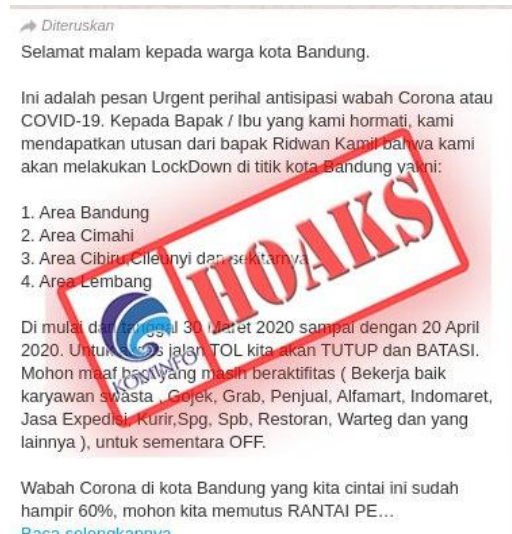 Diteruskan
Selamat malam kepada warga kota Bandung.
Ini adalah pesan Urgent perihal antisipasi wabah Corona atau
COVID-19. Kepada Bapak / Ibu yang kami hormati, kami
mendapatkan utusan dari bapak Ridwan Kamil bahwa kami
akan melakukan LockDown di titik kota Bandung yakni:
1. Area Bandung
2. Area Cimahi
3. Area Cibiru,Cileunyi dan sekitarnya
4. Area Lembang
HOAKS
KOMINFO
Di mulai dari tanggal 30 Maret 2020 sampai dengan 20 April
2020. Untuk jalan TOL kita akan TUTUP dan BATASI.
Mohon maaf bagi yang masih beraktifitas ( Bekerja baik
karyawan swasta , Gojek, Grab, Penjual, Alfamart, Indomaret,
Jasa Expedisi, Kurir,Spg, Spb, Restoran, Warteg dan yang
lainnya ), untuk sementara OFF.
Wabah Corona di kota Bandung yang kita cintai ini sudah
hampir 60%, mohon kita memutus RANTAI PE…
Baca selengkapnya